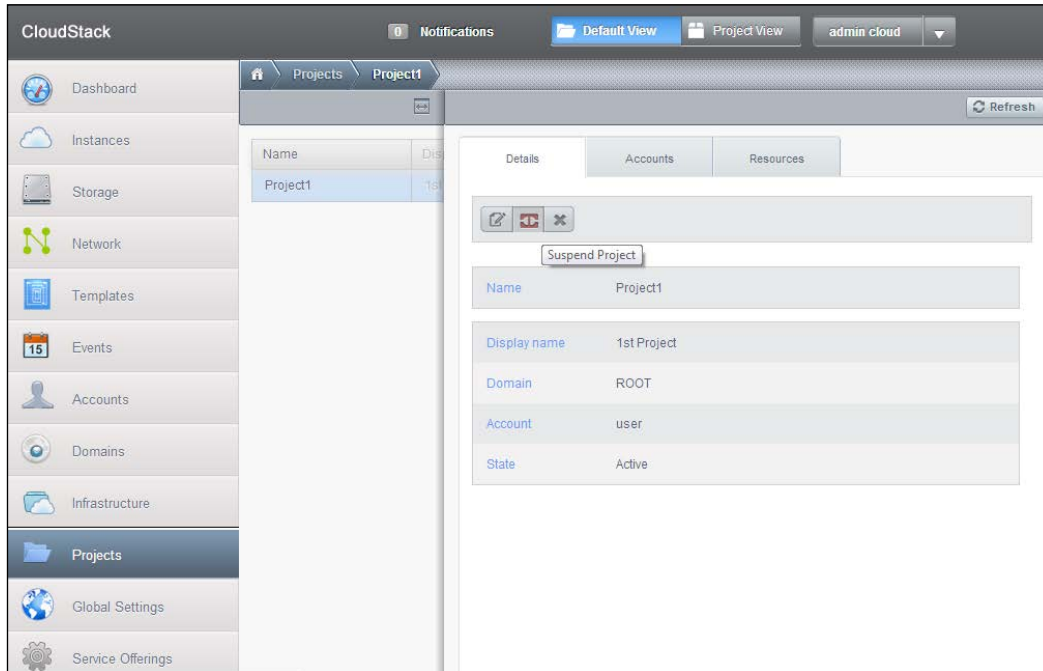 CloudStack
0 Notifications
Default View
Project View
admin cloud
Projects
Project1
Refresh
Dashboard
Instances
Storage
Network
Templates
15
Events
Accounts
Domains
Infrastructure
Projects
Global Settings
Service Offerings
Name
Project1
Details
Accounts
Resources
Suspend Project
Name Project1
Display name 1st Project
Domain ROOT
Account user
State Active